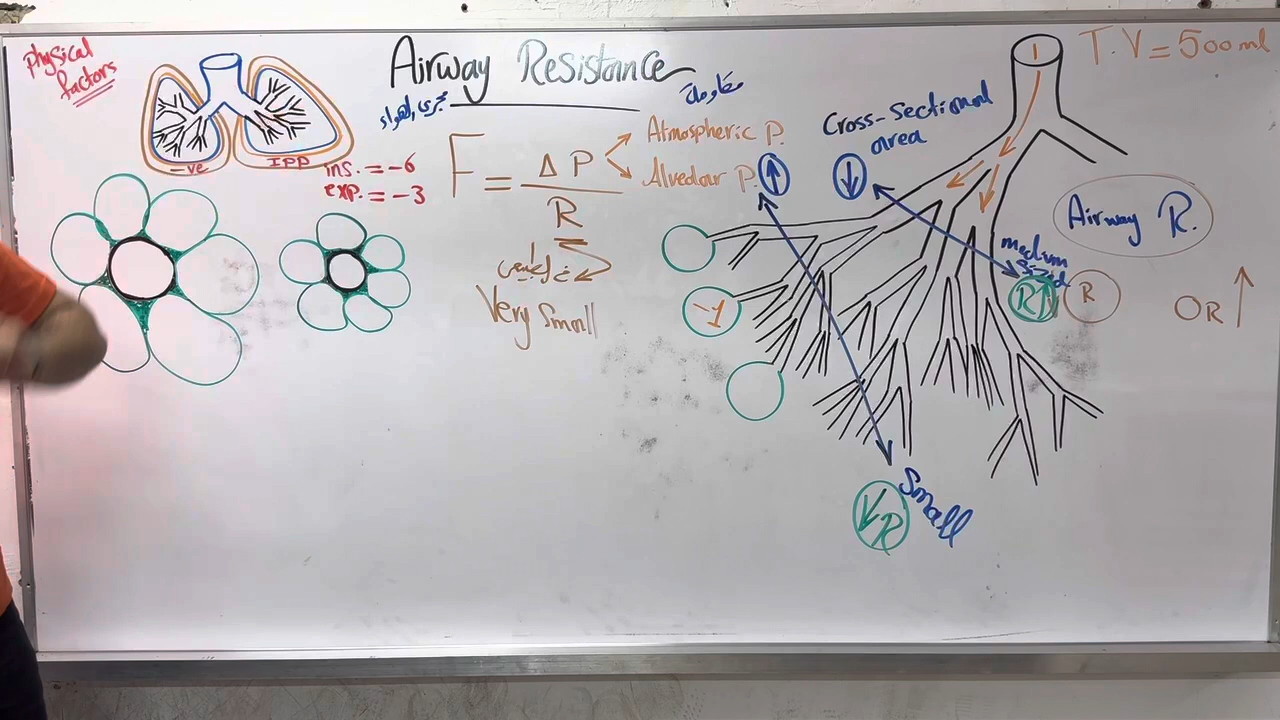 physical
factors
Airway Resistance
مجرى الهواء
مقاومة
T.V = 500 ml
-ve
IPP
ins. = -6
exp. = -3
F = ΔP / R
Atmospheric P.
Alveolar P. ↑
Very Small
Cross-Sectional
area
↓
1
Airway R.
medium
sized
R↑
R
OR ↑
-1
Small
↓R